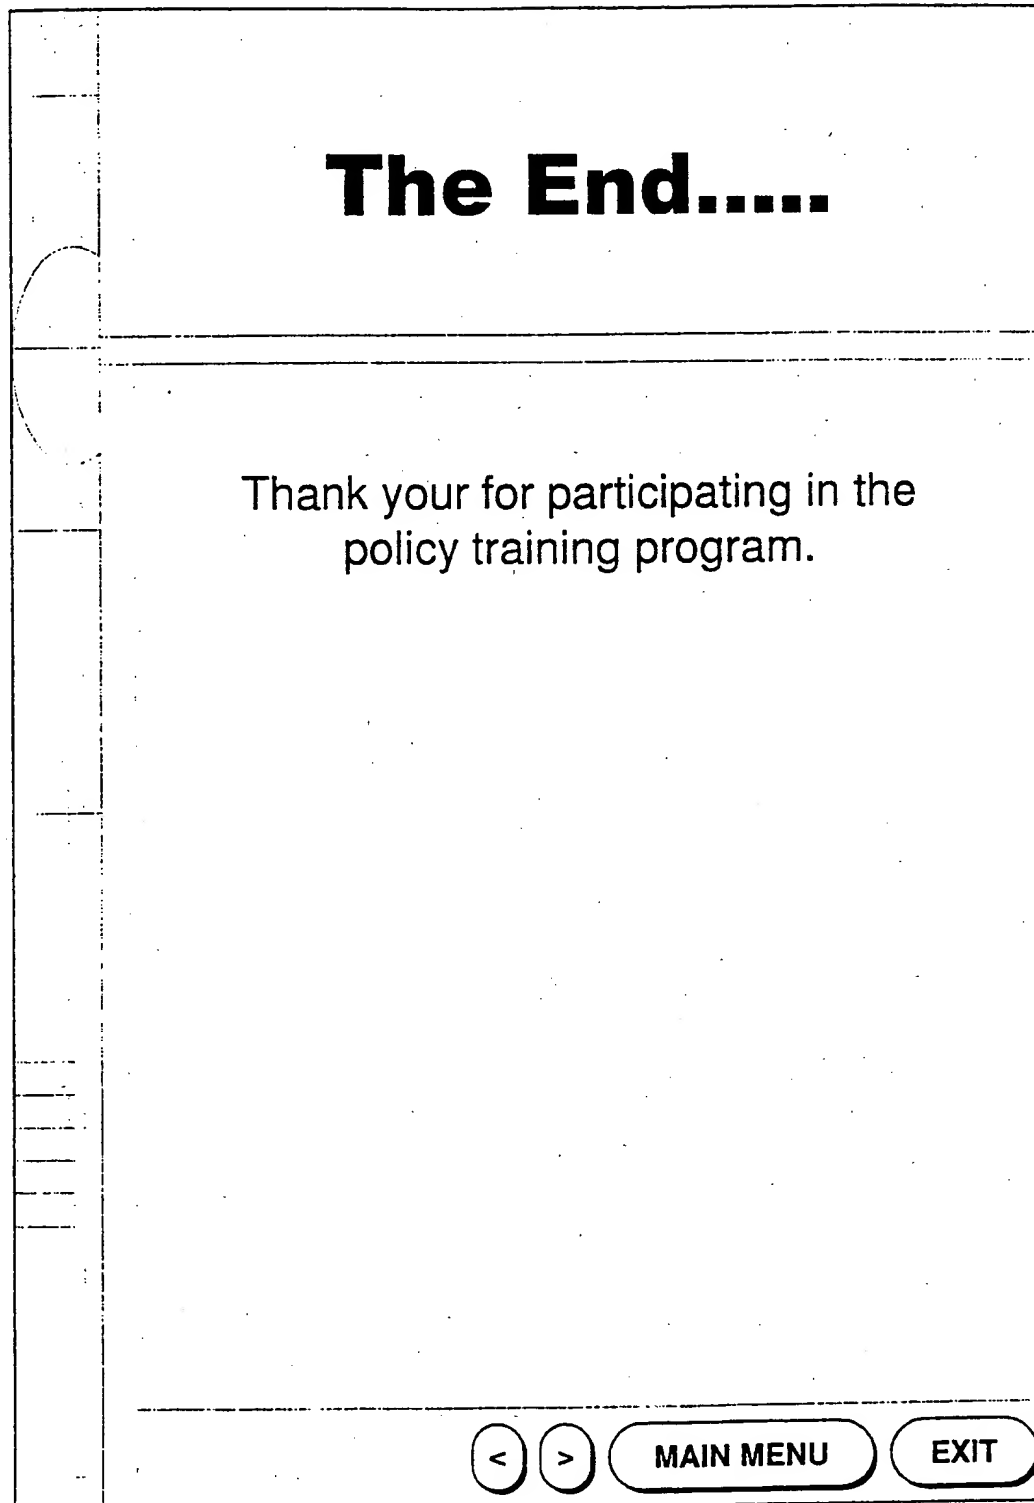 The End.....
Thank your for participating in the
policy training program.
< > MAIN MENU EXIT